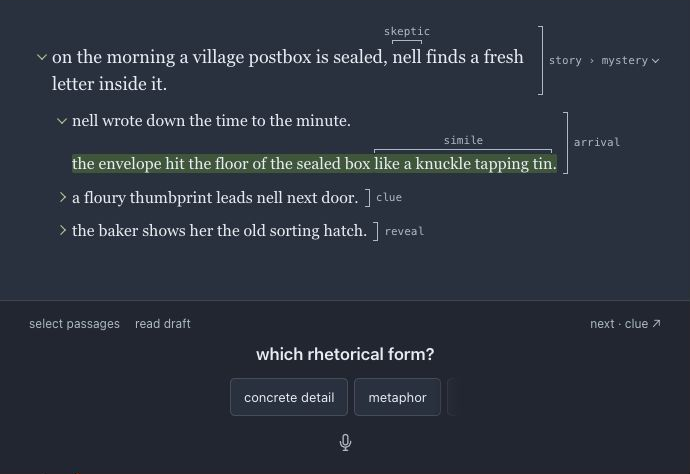 skeptic
on the morning a village postbox is sealed, nell finds a fresh
letter inside it.
story › mystery
nell wrote down the time to the minute.
simile
the envelope hit the floor of the sealed box like a knuckle tapping tin.
arrival
a floury thumbprint leads nell next door.
clue
the baker shows her the old sorting hatch.
reveal
select passages
read draft
next · clue ↗
which rhetorical form?
concrete detail
metaphor